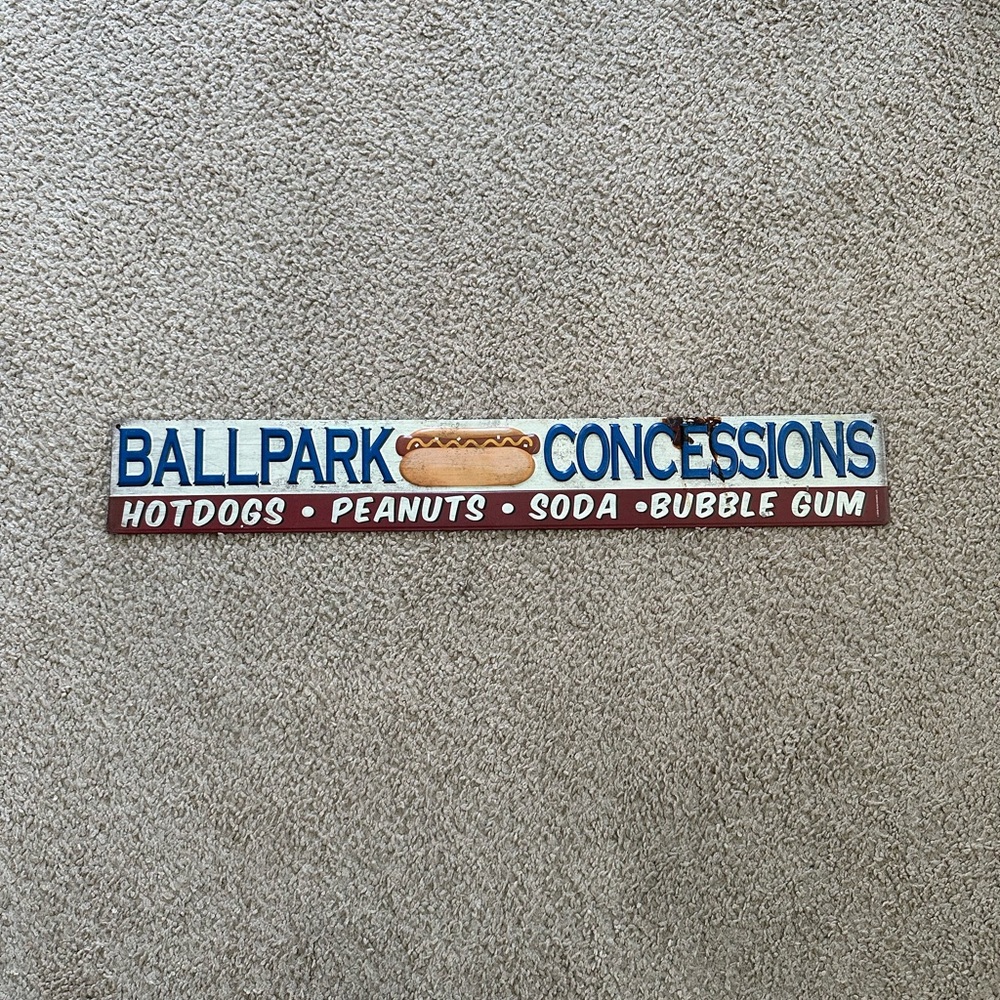 BALLPARK CONCESSIONS
HOTDOGS • PEANUTS • SODA • BUBBLE GUM